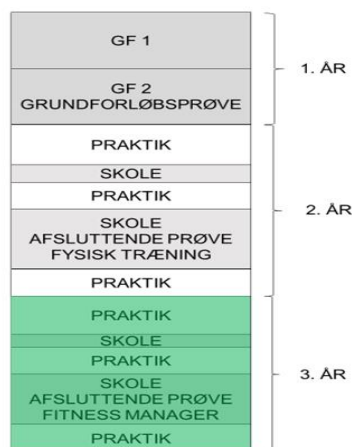 GF 1
GF 2
GRUNDFORLØBSPRØVE
1. ÅR
PRAKTIK
SKOLE
PRAKTIK
SKOLE
AFSLUTTENDE PRØVE
FYSISK TRÆNING
PRAKTIK
2. ÅR
PRAKTIK
SKOLE
PRAKTIK
SKOLE
AFSLUTTENDE PRØVE
FITNESS MANAGER
PRAKTIK
3. ÅR